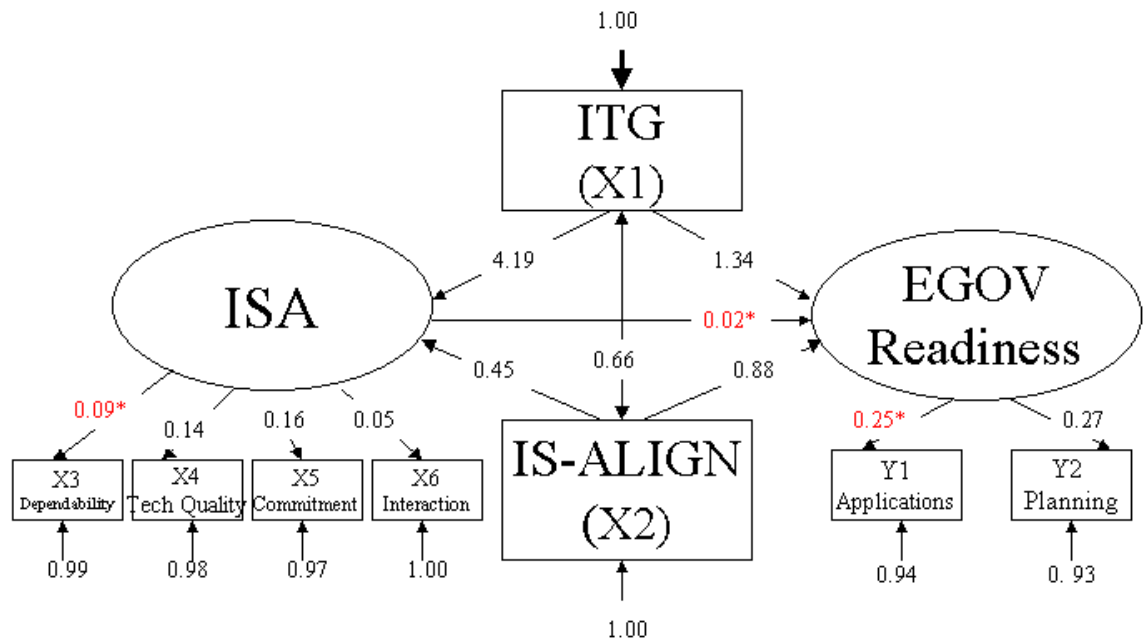 1.00
ITG
(X1)
4.19
1.34
ISA
EGOV
Readiness
0.02*
0.45
0.66
0.88
0.09*
0.14
0.16
0.05
0.25*
0.27
X3
Dependability
X4
Tech Quality
X5
Commitment
X6
Interaction
IS-ALIGN
(X2)
Y1
Applications
Y2
Planning
0.99
0.98
0.97
1.00
0.94
0. 93
1.00